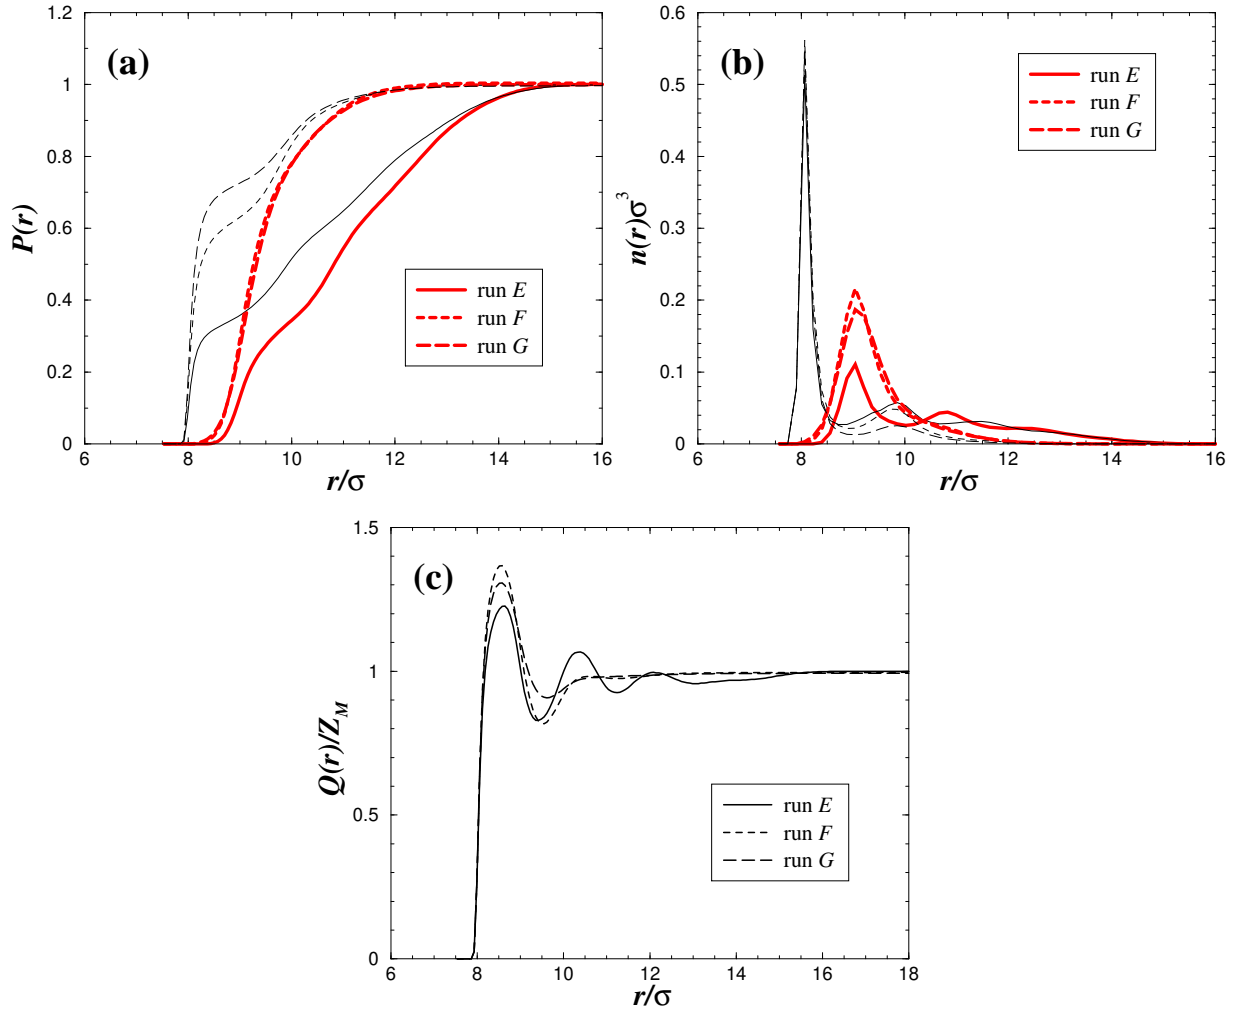 (a)
P(r)
1.2
1
0.8
0.6
0.4
0.2
0
6 8 10 12 14 16
r/σ
run E
run F
run G
(b)
n(r)σ³
0.6
0.5
0.4
0.3
0.2
0.1
0
6 8 10 12 14 16
r/σ
run E
run F
run G
(c)
Q(r)/Z_M
1.5
1
0.5
0
6 8 10 12 14 16 18
r/σ
run E
run F
run G